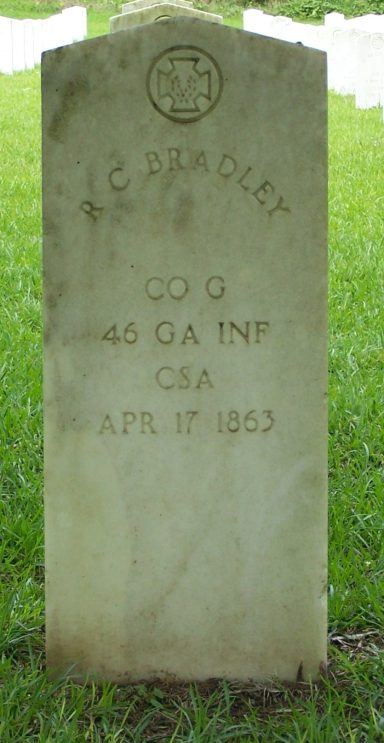 R C BRADLEY
CO G
46 GA INF
CSA
APR 17 1863